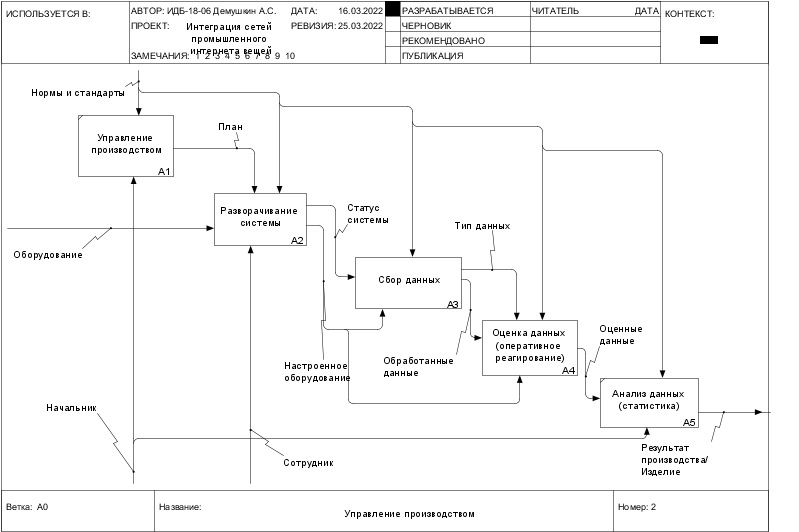 ИСПОЛЬЗУЕТСЯ В:
АВТОР: ИДБ-18-06 Демушкин А.С.
ДАТА: 16.03.2022
РАЗРАБАТЫВАЕТСЯ
ЧИТАТЕЛЬ
ДАТА
КОНТЕКСТ:
ПРОЕКТ: Интеграция сетей
промышленного
интернета вещей
РЕВИЗИЯ: 25.03.2022
ЧЕРНОВИК
РЕКОМЕНДОВАНО
ЗАМЕЧАНИЯ: 1 2 3 4 5 6 7 8 9 10
ПУБЛИКАЦИЯ
Нормы и стандарты
Управление
производством
A1
План
Разворачивание
системы
A2
Статус
системы
Оборудование
Тип данных
Сбор данных
A3
Оценка данных
(оперативное
реагирование)
A4
Оценные
данные
Настроенное
оборудование
Обработанные
данные
Анализ данных
(статистика)
A5
Начальник
Сотрудник
Результат
производства/
Изделие
Ветка: A0
Название:
Управление производством
Номер: 2